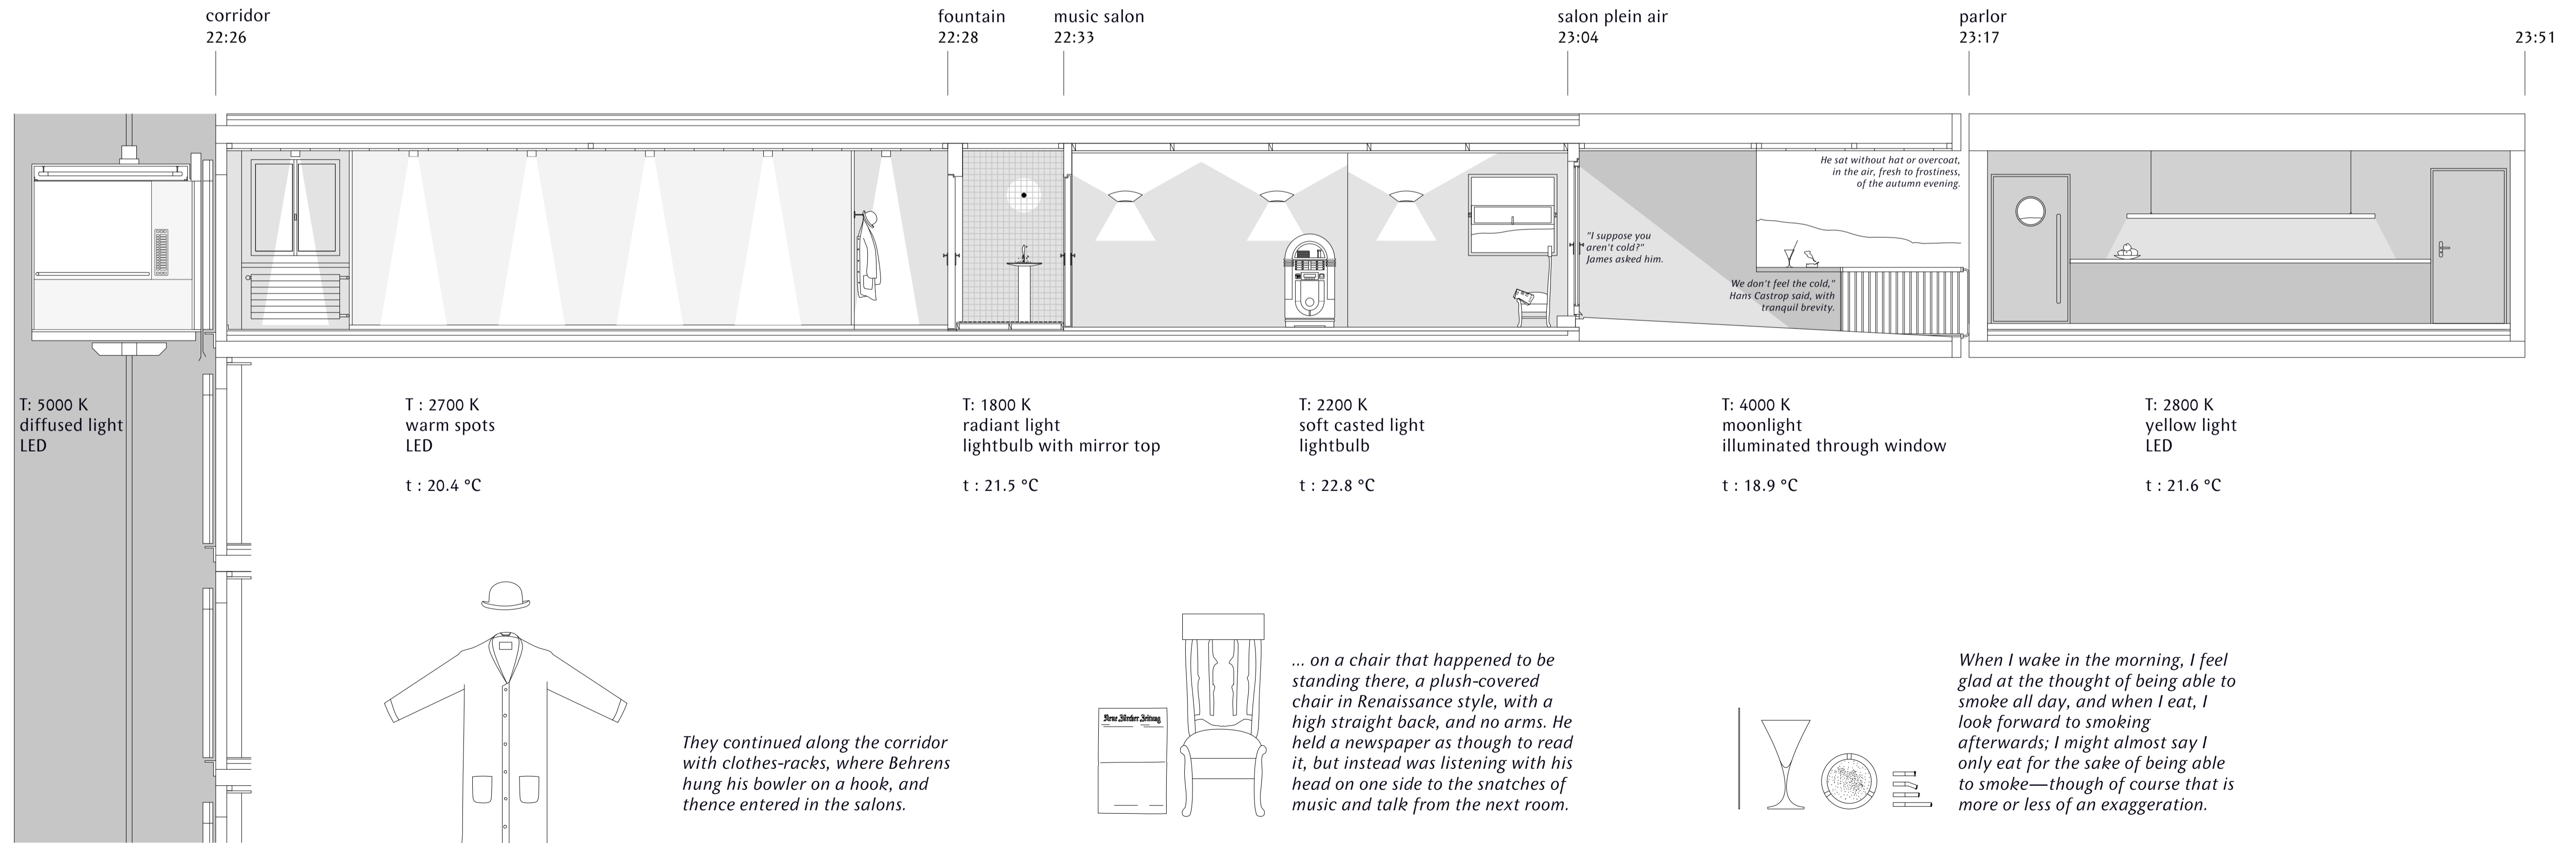 corridor
22:26
fountain
22:28
music salon
22:33
salon plein air
23:04
parlor
23:17
23:51
He sat without hat or overcoat,
in the air, fresh to frostiness,
of the autumn evening.
"I suppose you
aren't cold?"
James asked him.
We don't feel the cold,"
Hans Castrop said, with
tranquil brevity.
T: 5000 K
diffused light
LED
T : 2700 K
warm spots
LED
t : 20.4 °C
T: 1800 K
radiant light
lightbulb with mirror top
t : 21.5 °C
T: 2200 K
soft casted light
lightbulb
t : 22.8 °C
T: 4000 K
moonlight
illuminated through window
t : 18.9 °C
T: 2800 K
yellow light
LED
t : 21.6 °C
They continued along the corridor
with clothes-racks, where Behrens
hung his bowler on a hook, and
thence entered in the salons.
Neue Zürcher Zeitung
... on a chair that happened to be
standing there, a plush-covered
chair in Renaissance style, with a
high straight back, and no arms. He
held a newspaper as though to read
it, but instead was listening with his
head on one side to the snatches of
music and talk from the next room.
When I wake in the morning, I feel
glad at the thought of being able to
smoke all day, and when I eat, I
look forward to smoking
afterwards; I might almost say I
only eat for the sake of being able
to smoke—though of course that is
more or less of an exaggeration.